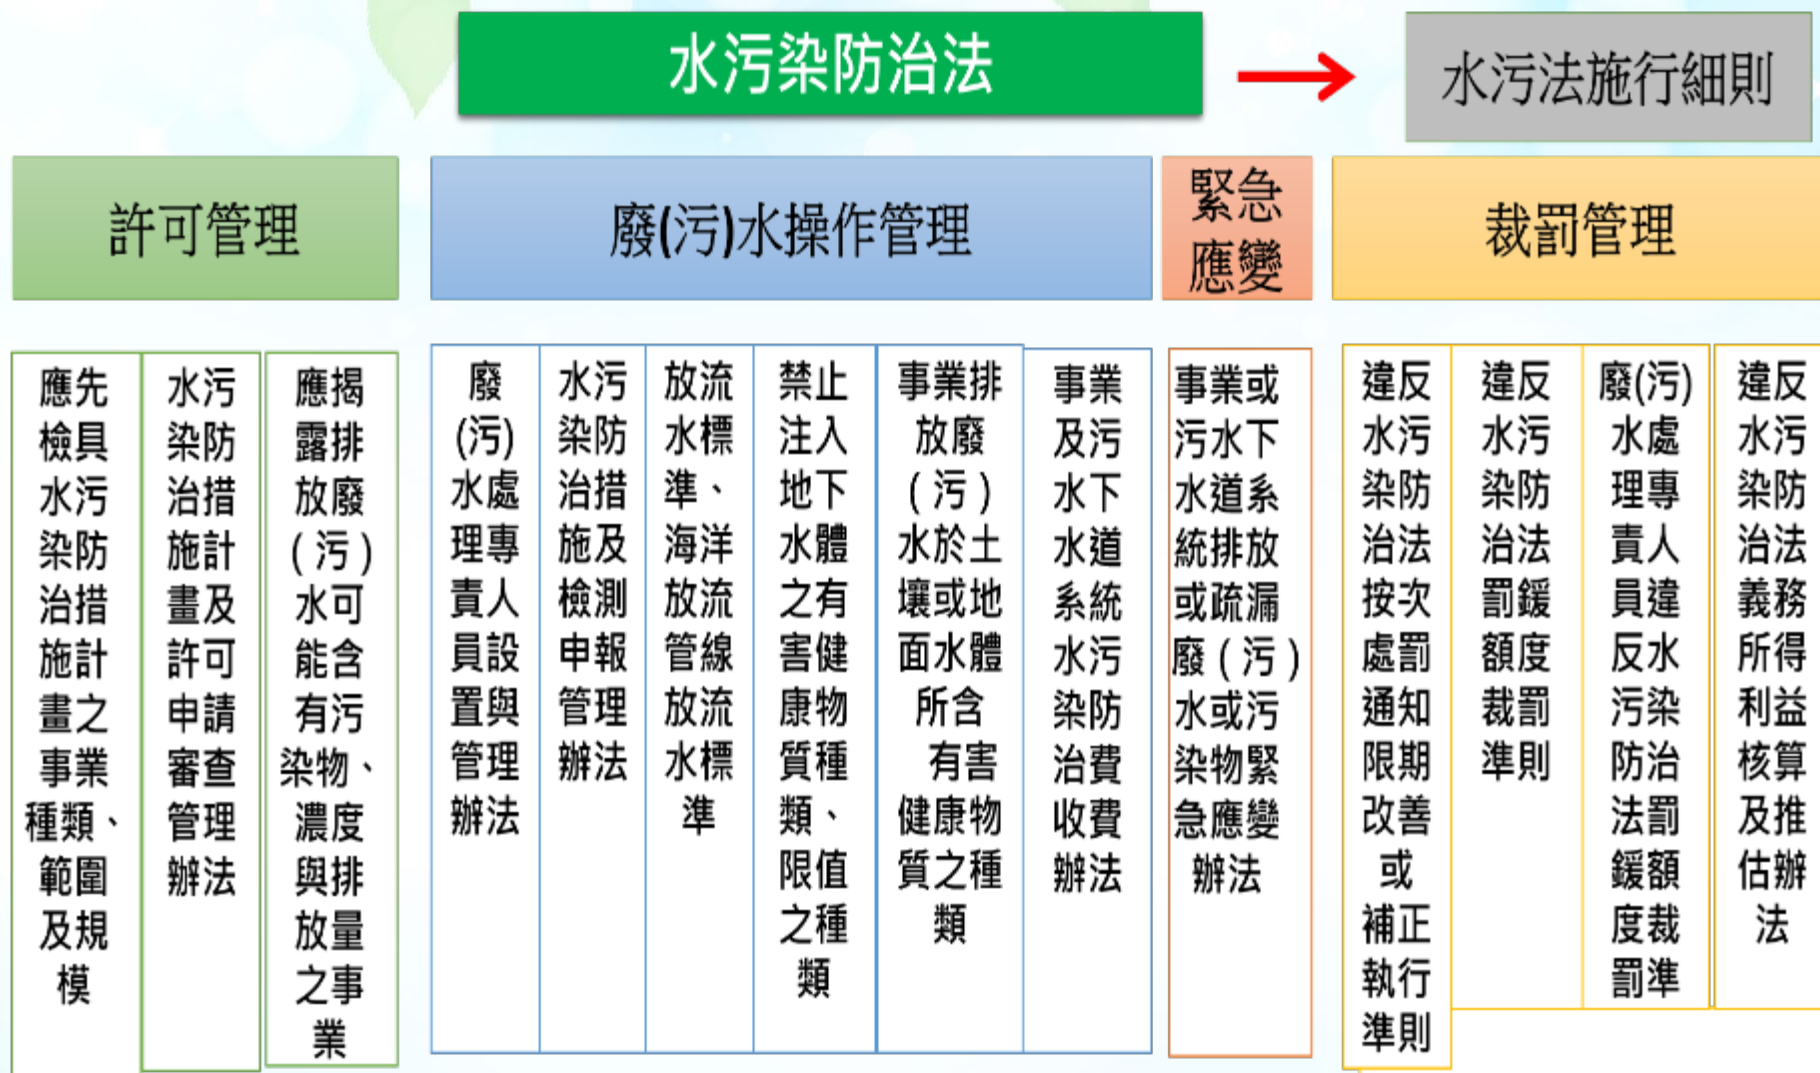 水污染防治法
水污法施行細則
許可管理
廢(污)水操作管理
緊急
應變
裁罰管理
應先
檢具
水污
染防
治措
施計
畫之
事業
種類、
範圍
及規
模
水污
染防
治措
施計
畫及
許可
申請
審查
管理
辦法
應揭
露排
放廢
(污)
水可
能含
有污
染物、
濃度
與排
放量
之事
業
廢
(污)
水處
理專
責人
員設
置與
管理
辦法
水污
染防
治措
施及
檢測
申報
管理
辦法
放流
水標
準、
海洋
放流
管線
放流
水標
準
禁止
注入
地下
水體
之有
害健
康物
質種
類、
限值
之種
類
事業排
放廢
(污)
水於土
壤或地
面水體
所含
有害
健康物
質之種
類
事業
及污
水下
水道
系統
水污
染防
治費
收費
辦法
事業或
污水下
水道系
統排放
或疏漏
廢(污)
水或污
染物緊
急應變
辦法
違反
水污
染防
治法
按次
處罰
通知
限期
改善
或
補正
執行
準則
違反
水污
染防
治法
罰鍰
額度
裁罰
準則
廢(污)
水處
理專
責人
員違
反水
污染
防治
法罰
鍰額
度裁
罰準
違反
水污
染防
治法
義務
所得
利益
核算
及推
估辦
法